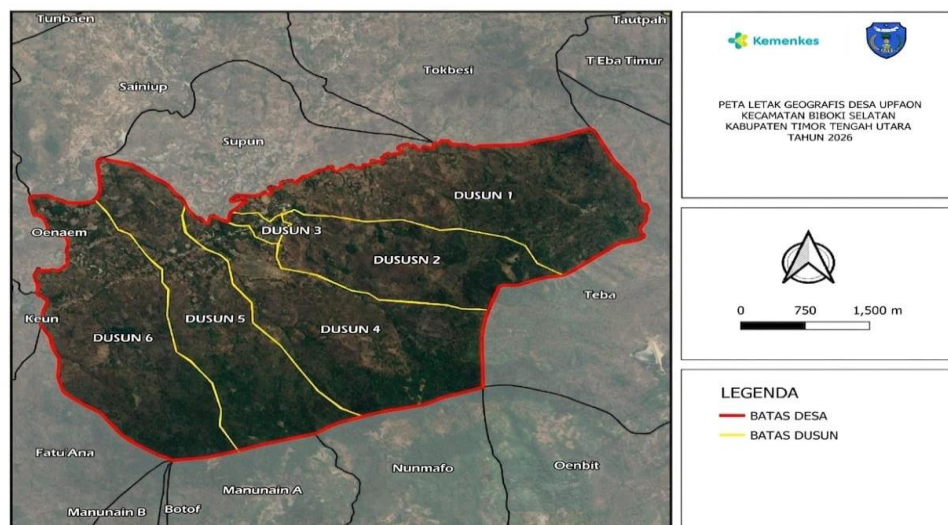 Tunbaen
Tautpah
T Eba Timur
Tokbesi
Sainiup
Supun
DUSUN 1
Oenaem
DUSUN 3
DUSUSN 2
Teba
Keun
DUSUN 5
DUSUN 4
DUSUN 6
Fatu Ana
Nunmafo
Oenbit
Manunain A
Manunain B
Botof
Kemenkes
PETA LETAK GEOGRAFIS DESA UPFAON
KECAMATAN BIBOKI SELATAN
KABUPATEN TIMOR TENGAH UTARA
TAHUN 2026
0 750 1,500 m
LEGENDA
BATAS DESA
BATAS DUSUN